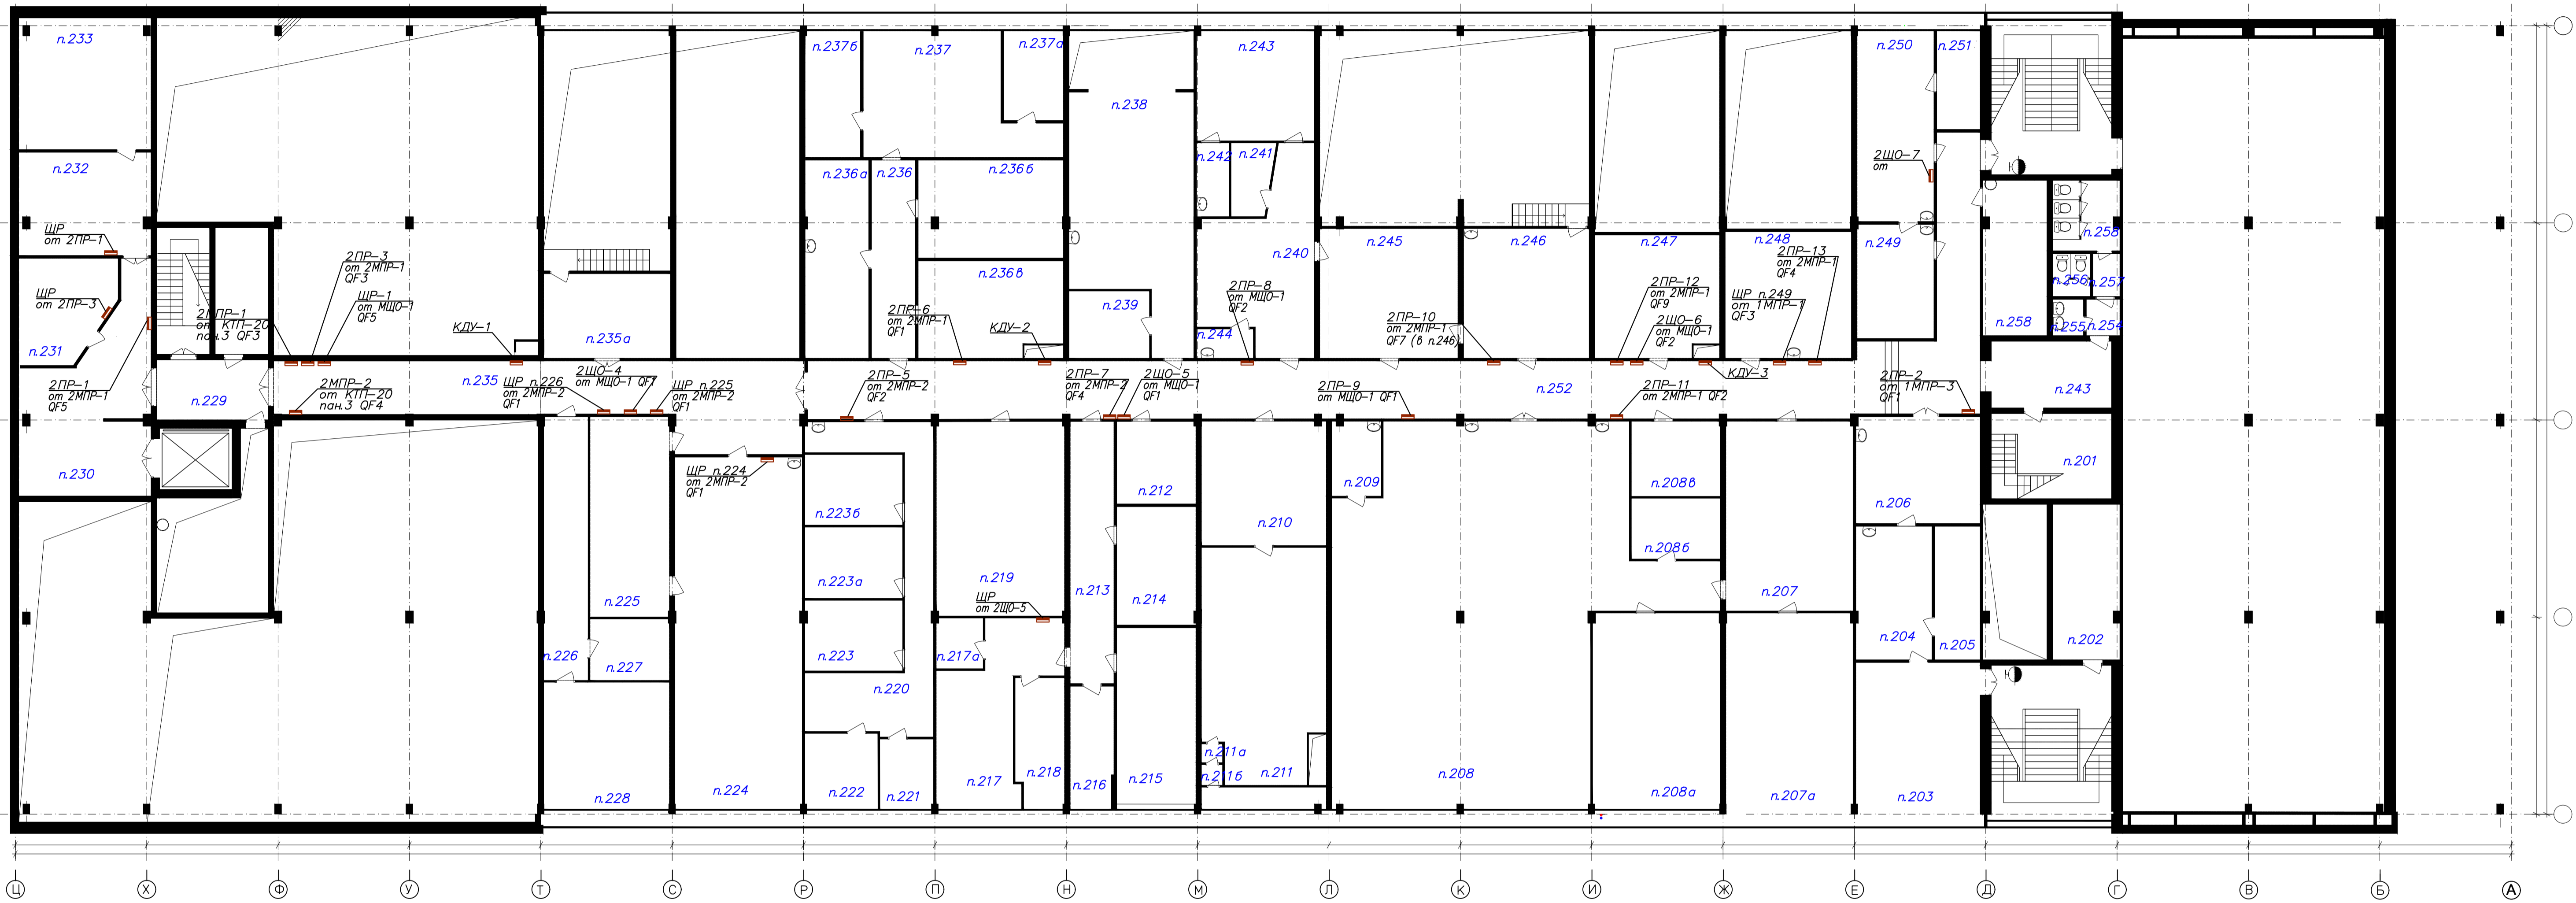 п.233
п.237б
п.237
п.237а
п.243
п.250
п.251
п.238
п.232
п.236а
п.236
п.236б
п.242
п.241
2ЩО-7
от
ЩР
от 2ПР-1
2ПР-3
от 2МПР-1
QF3
п.236в
п.240
п.245
п.246
п.247
п.248
п.249
п.258
2ПР-13
от 2МПР-1
QF4
ЩР
от 2ПР-3
ЩР-1
от МЩО-1
QF5
2МПР-1
от КТП-20
пан.3 QF3
КДУ-1
п.235а
2ПР-6
от 2МПР-1
QF1
КДУ-2
п.239
2ПР-8
от МЩО-1
QF2
п.244
2ПР-10
от 2МПР-1
QF7 (в п.246)
2ПР-12
от 2МПР-1
QF9
2ЩО-6
от МЩО-1
QF2
ЩР п.249
от 1МПР-1
QF3
п.256
п.257
п.258
п.255
п.254
п.231
2ПР-1
от 2МПР-1
QF5
п.229
2МПР-2
от КТП-20
пан.3 QF4
п.235
ЩР п.226
от 2МПР-2
QF1
2ЩО-4
от МЩО-1 QF1
ЩР п.225
от 2МПР-2
QF1
2ПР-5
от 2МПР-2
QF2
2ПР-7
от 2МПР-2
QF4
2ЩО-5
от МЩО-1
QF1
2ПР-9
от МЩО-1 QF1
п.252
2ПР-11
от 2МПР-1 QF2
КДУ-3
2ПР-2
от 1МПР-3
QF1
п.243
п.230
ЩР п.224
от 2МПР-2
QF1
п.223б
п.212
п.210
п.209
п.208в
п.206
п.201
п.208б
п.225
п.223а
п.219
ЩР
от 2ЩО-5
п.213
п.214
п.207
п.226
п.227
п.223
п.217а
п.204
п.205
п.202
п.220
п.228
п.224
п.222
п.221
п.217
п.218
п.216
п.215
п.211а
п.211б
п.211
п.208
п.208а
п.207а
п.203
Ц
Х
Ф
У
Т
С
Р
П
Н
М
Л
К
И
Ж
Е
Д
Г
В
Б
А